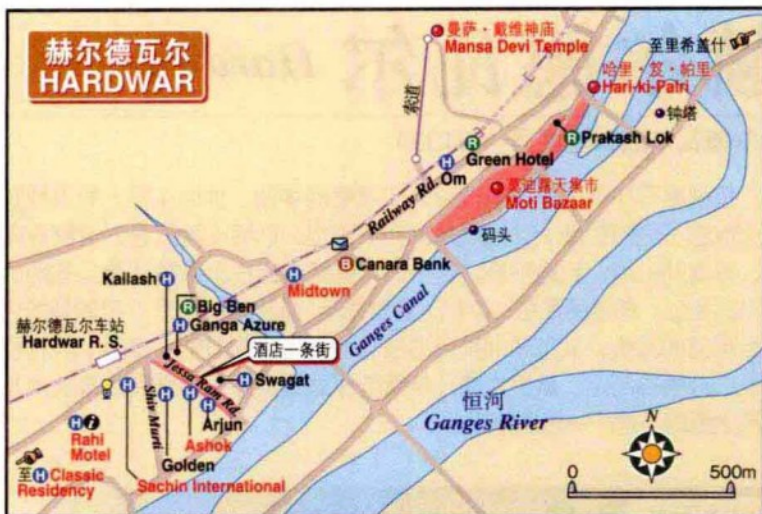 赫尔德瓦尔
HARDWAR
曼萨·戴维神庙
Mansa Devi Temple
至里希盖什
哈里·笈·帕里
Hari-ki-Pairi
钟塔
索道
R
R Prakash Lok
Green Hotel
H
Railway Rd.
Om
莫迪露天集市
Moti Bazaar
码头
B Canara Bank
Kailash H
H
Midtown
R Big Ben
H Ganga Azure
Ganges Canal
赫尔德瓦尔车站
Hardwar R. S.
酒店一条街
Jessa Ram Rd.
H Swagat
恒河
Ganges River
H
H
H
H
Shiv Murti
Arjun
Ashok
H i
Rahi
Motel
Golden
至 H Classic
Residency
Sachin International
N
0
500m